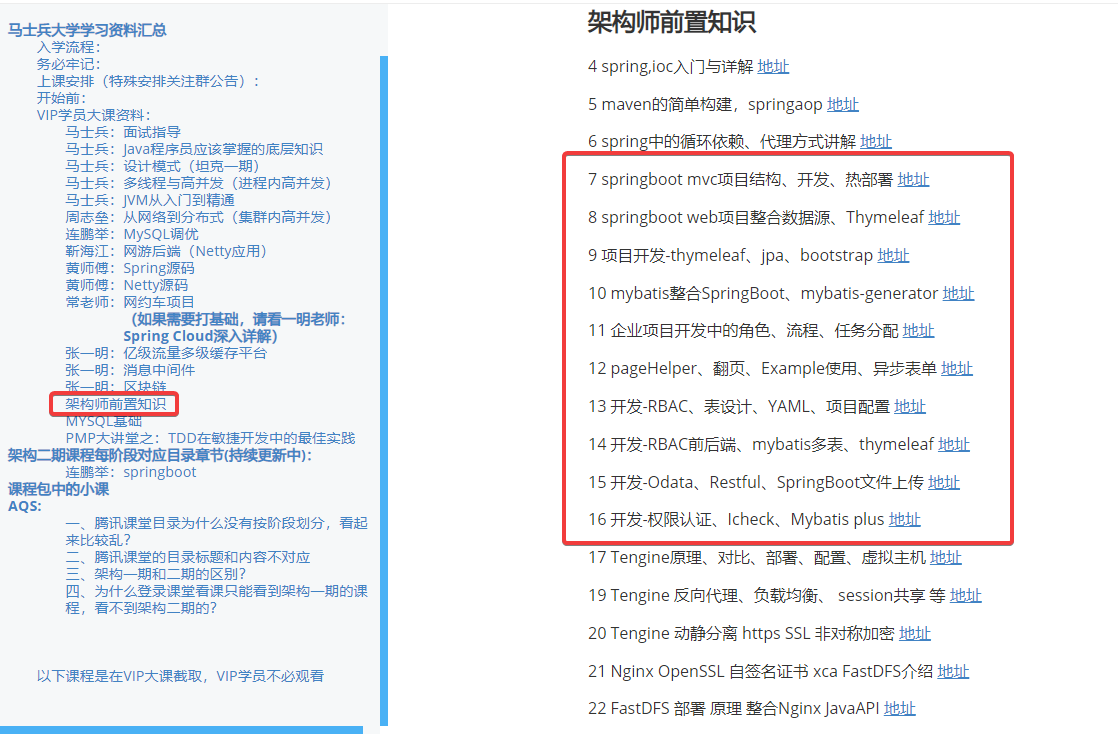 马士兵大学学习资料汇总
入学流程：
务必牢记：
上课安排（特殊安排关注群公告）：
开始前：
VIP学员大课资料：
马士兵：面试指导
马士兵：Java程序员应该掌握的底层知识
马士兵：设计模式（坦克一期）
马士兵：多线程与高并发（进程内高并发）
马士兵：JVM从入门到精通
周志垒：从网络到分布式（集群内高并发）
连鹏举：MySQL调优
靳海江：网游后端（Netty应用）
黄师傅：Spring源码
黄师傅：Netty源码
常老师：网约车项目
（如果需要打基础，请看一明老师：
Spring Cloud深入详解）
张一明：亿级流量多级缓存平台
张一明：消息中间件
张一明：区块链
架构师前置知识
MYSQL基础
PMP大讲堂之：TDD在敏捷开发中的最佳实践
架构二期课程每阶段对应目录章节(持续更新中)：
连鹏举：springboot
课程包中的小课
AQS:
一、腾讯课堂目录为什么没有按阶段划分，看起
来比较乱？
二、腾讯课堂的目录标题和内容不对应
三、架构一期和二期的区别？
四、为什么登录课堂看课只能看到架构一期的课
程，看不到架构二期的？
以下课程是在VIP大课截取，VIP学员不必观看
架构师前置知识
4 spring,ioc入门与详解 地址
5 maven的简单构建，springaop 地址
6 spring中的循环依赖、代理方式讲解 地址
7 springboot mvc项目结构、开发、热部署 地址
8 springboot web项目整合数据源、Thymeleaf 地址
9 项目开发-thymeleaf、jpa、bootstrap 地址
10 mybatis整合SpringBoot、mybatis-generator 地址
11 企业项目开发中的角色、流程、任务分配 地址
12 pageHelper、翻页、Example使用、异步表单 地址
13 开发-RBAC、表设计、YAML、项目配置 地址
14 开发-RBAC前后端、mybatis多表、thymeleaf 地址
15 开发-Odata、Restful、SpringBoot文件上传 地址
16 开发-权限认证、Icheck、Mybatis plus 地址
17 Tengine原理、对比、部署、配置、虚拟主机 地址
19 Tengine 反向代理、负载均衡、 session共享 等 地址
20 Tengine 动静分离 https SSL 非对称加密 地址
21 Nginx OpenSSL 自签名证书 xca FastDFS介绍 地址
22 FastDFS 部署 原理 整合Nginx JavaAPI 地址